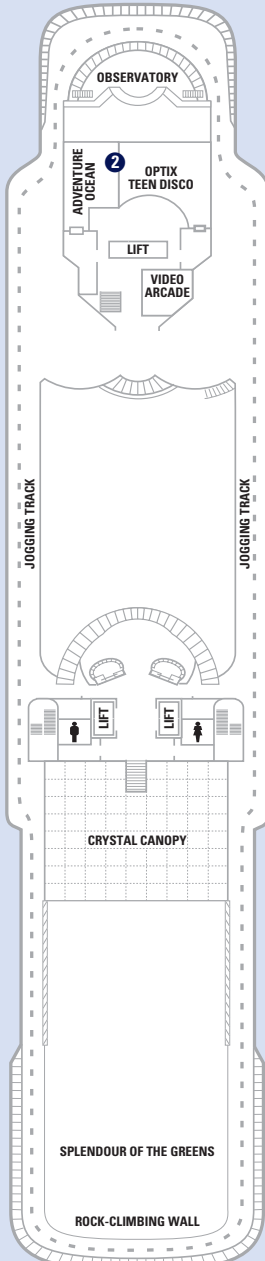 OBSERVATORY
ADVENTURE
OCEAN
2
OPTIX
TEEN DISCO
LIFT
VIDEO
ARCADE
JOGGING TRACK
JOGGING TRACK
LIFT
LIFT
CRYSTAL CANOPY
SPLENDOUR OF THE GREENS
ROCK-CLIMBING WALL